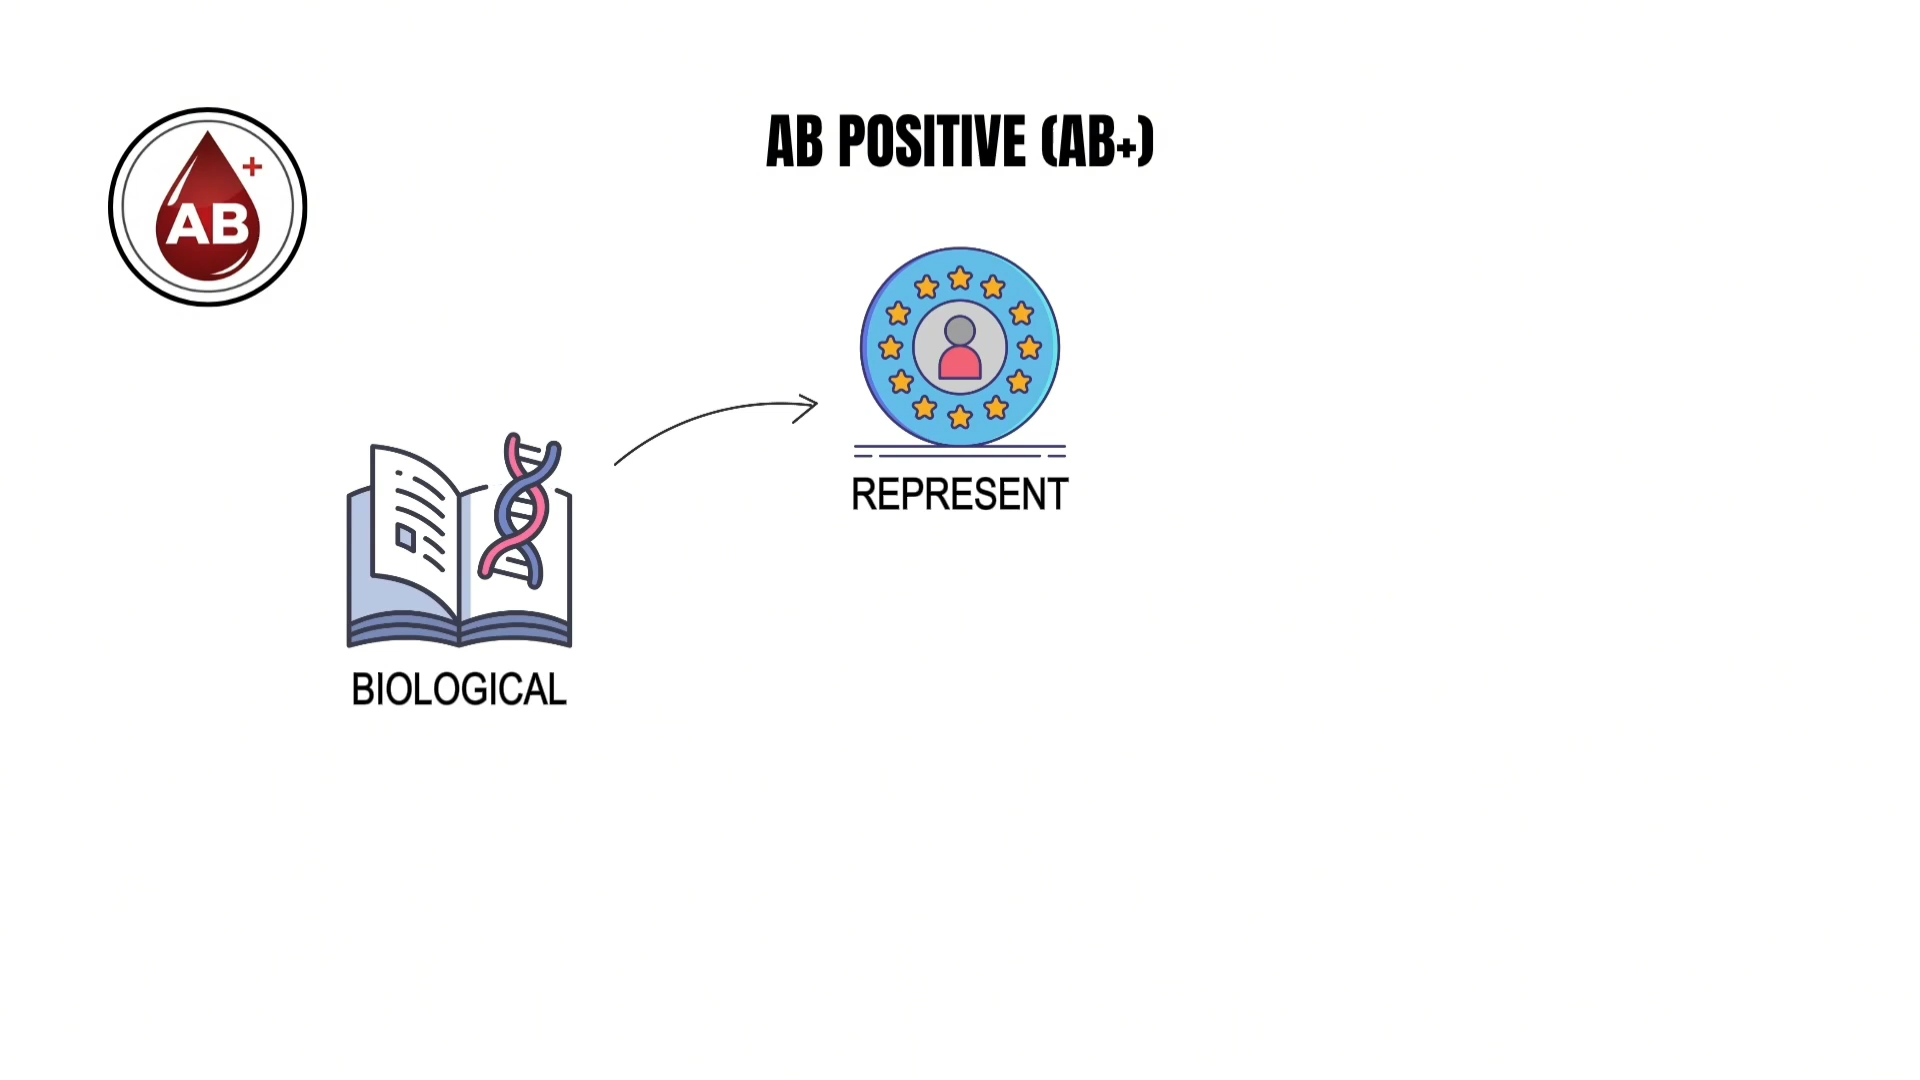 AB POSITIVE (AB+)
AB+
REPRESENT
BIOLOGICAL